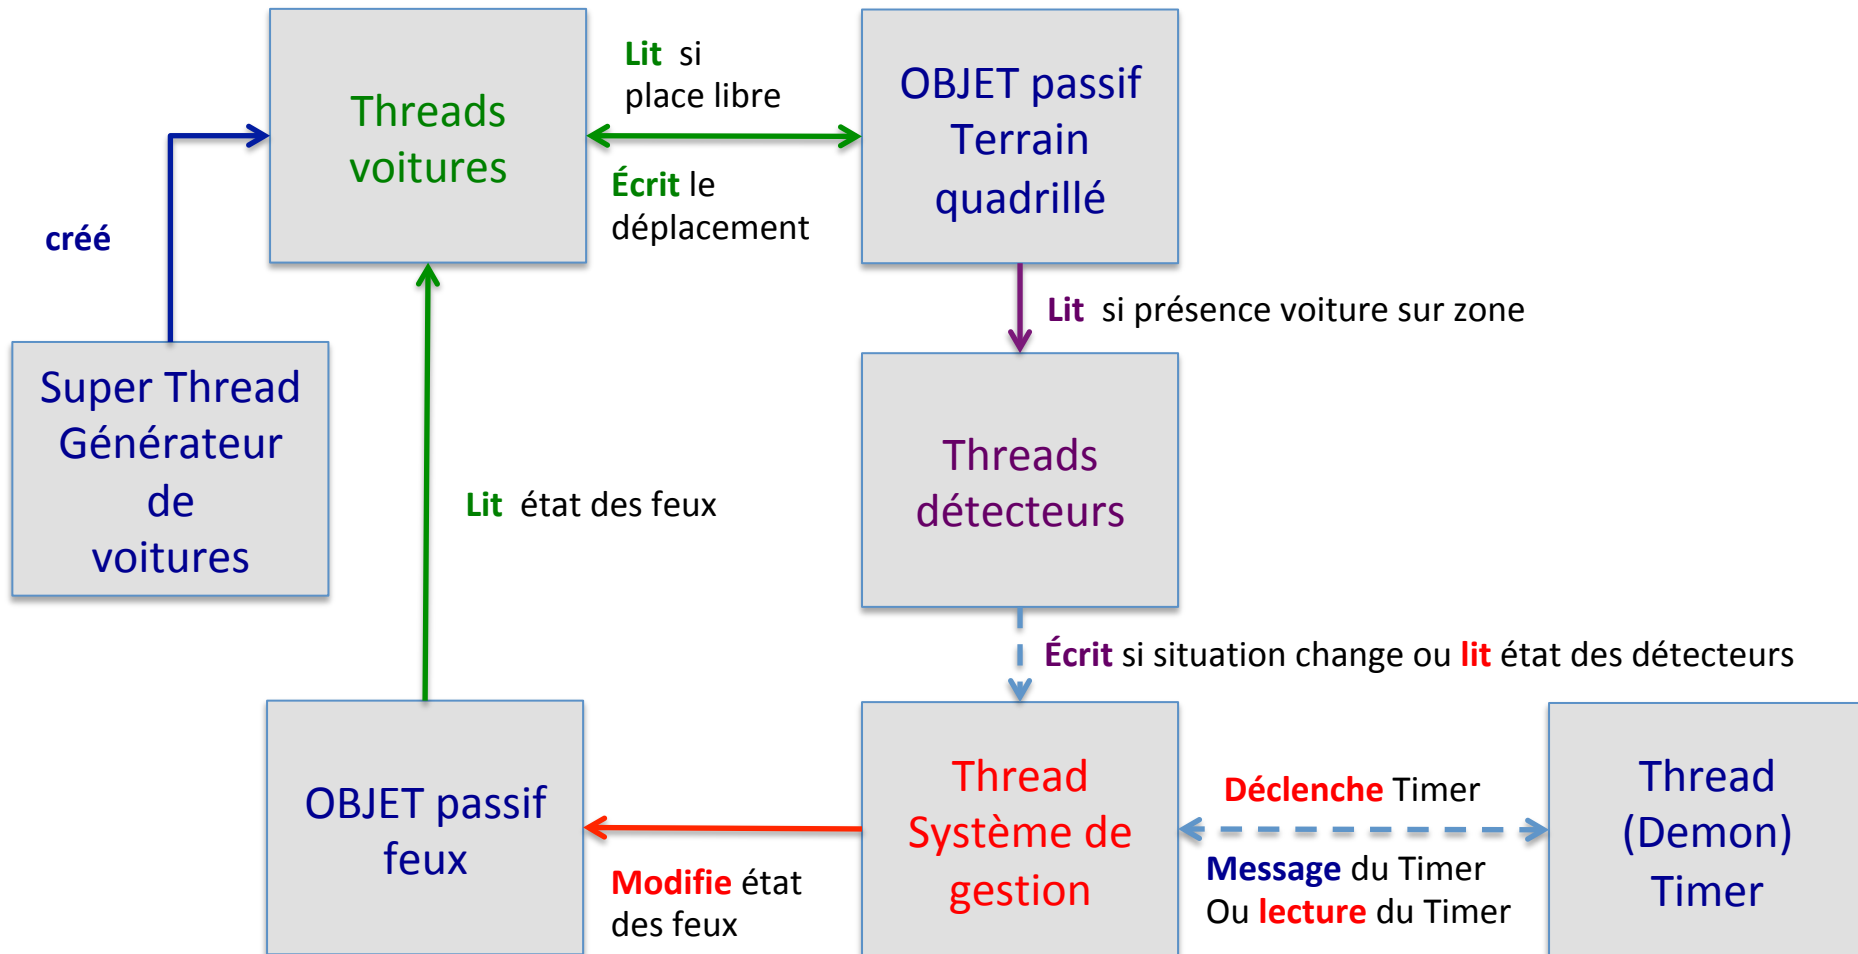 Threads
voitures
Lit si
place libre
Écrit le
déplacement
OBJET passif
Terrain
quadrillé
créé
Lit si présence voiture sur zone
Super Thread
Générateur
de
voitures
Lit état des feux
Threads
détecteurs
Écrit si situation change ou lit état des détecteurs
OBJET passif
feux
Modifie état
des feux
Thread
Système de
gestion
Déclenche Timer
Message du Timer
Ou lecture du Timer
Thread
(Demon)
Timer